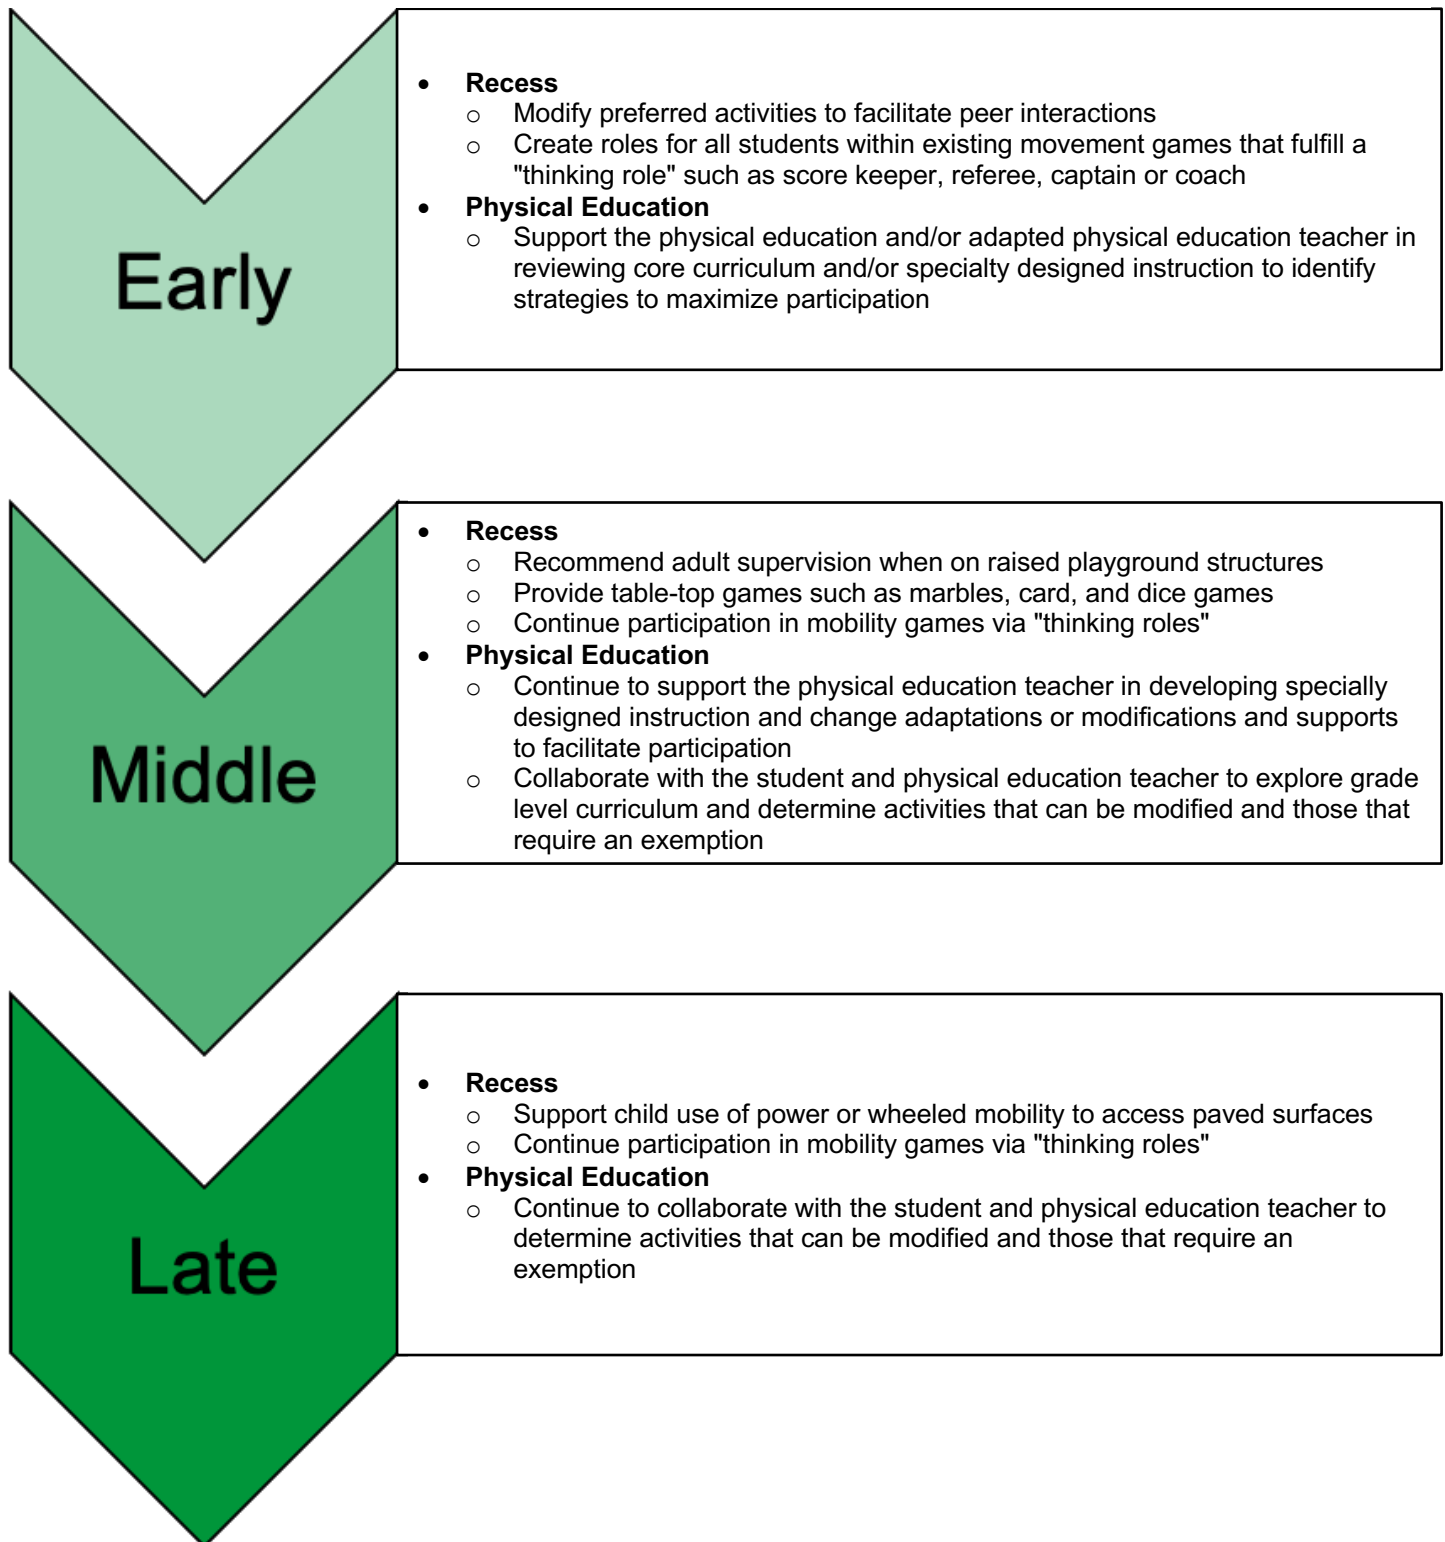 Early
• Recess
o Modify preferred activities to facilitate peer interactions
o Create roles for all students within existing movement games that fulfill a
"thinking role" such as score keeper, referee, captain or coach
• Physical Education
o Support the physical education and/or adapted physical education teacher in
reviewing core curriculum and/or specialty designed instruction to identify
strategies to maximize participation
Middle
• Recess
o Recommend adult supervision when on raised playground structures
o Provide table-top games such as marbles, card, and dice games
o Continue participation in mobility games via "thinking roles"
• Physical Education
o Continue to support the physical education teacher in developing specially
designed instruction and change adaptations or modifications and supports
to facilitate participation
o Collaborate with the student and physical education teacher to explore grade
level curriculum and determine activities that can be modified and those that
require an exemption
Late
• Recess
o Support child use of power or wheeled mobility to access paved surfaces
o Continue participation in mobility games via "thinking roles"
• Physical Education
o Continue to collaborate with the student and physical education teacher to
determine activities that can be modified and those that require an
exemption